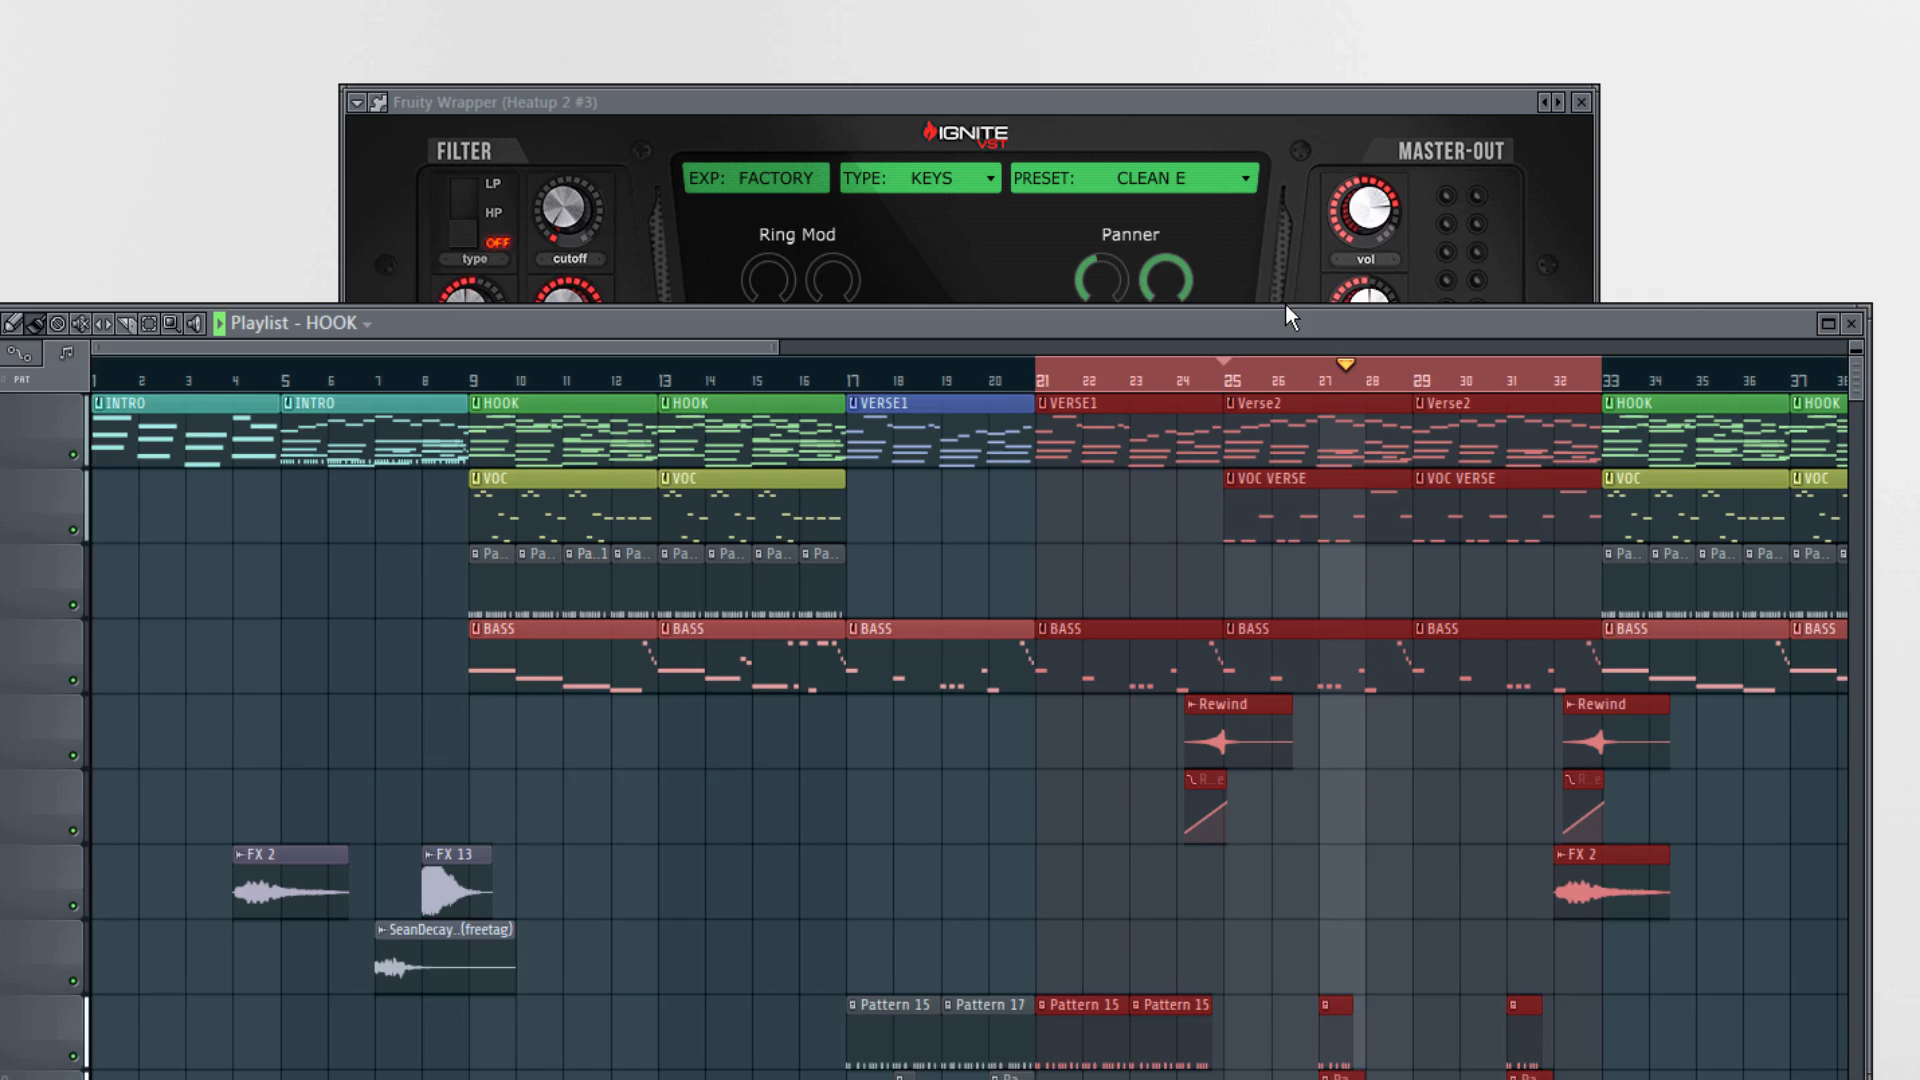 Fruity Wrapper (Heatup 2 #3)
IGNITE
VST
FILTER
MASTER-OUT
LP
HP
OFF
type
cutoff
EXP: FACTORY
TYPE: KEYS
PRESET: CLEAN E
Ring Mod
Panner
vol
Playlist - HOOK
PAT
1 2 3 4 5 6 7 8 9 10 11 12 13 14 15 16 17 18 19 20 21 22 23 24 25 26 27 28 29 30 31 32 33 34 35 36 37 38
INTRO INTRO HOOK HOOK VERSE1 VERSE1 Verse2 Verse2 HOOK HOOK
VOC VOC VOC VERSE VOC VERSE VOC VOC
Pa.. Pa.. Pa..1 Pa.. Pa.. Pa.. Pa.. Pa.. Pa.. Pa.. Pa.. Pa.. Pa..
BASS BASS BASS BASS BASS BASS BASS BASS
Rewind Rewind
R..e R..e
FX 2 FX 13 FX 2
SeanDecay..(freetag)
Pattern 15 Pattern 17 Pattern 15 Pattern 15